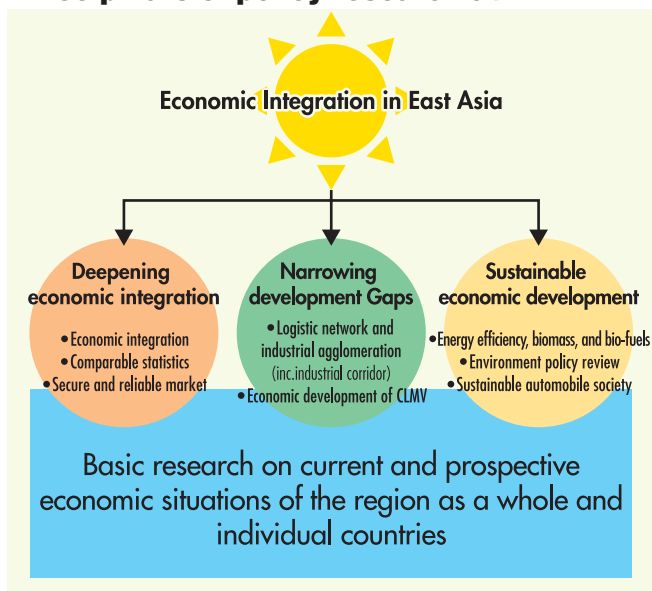 Economic Integration in East Asia
Deepening
economic integration
• Economic integration
• Comparable statistics
• Secure and reliable market
Narrowing
development Gaps
• Logistic network and
industrial agglomeration
(inc.industrial corridor)
• Economic development of CLMV
Sustainable
economic development
• Energy efficiency, biomass, and bio-fuels
• Environment policy review
• Sustainable automobile society
Basic research on current and prospective
economic situations of the region as a whole and
individual countries